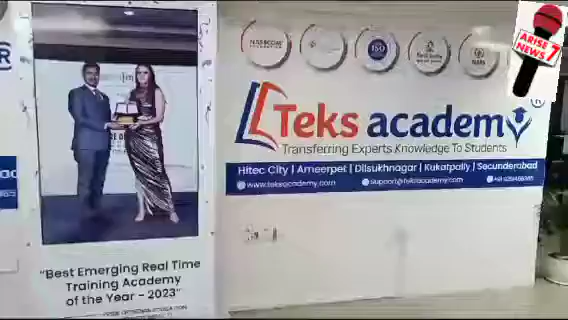 ARISE
NEWS 7
ISO
Teks academy
Transferring Experts Knowledge To Students
Hitec City | Ameerpet | Dilsukhnagar | Kukatpally | Secunderabad
www.teksacademy.com support@teksacademy.com
"Best Emerging Real Time
Training Academy
of the Year - 2023"